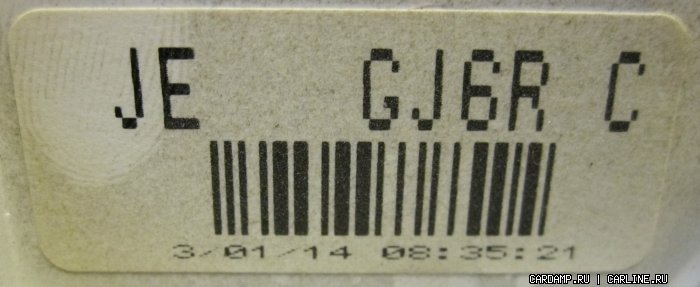 JE GJ6R C
3/01/14 08:35:21
CARDAMP.RU | CARLINE.RU